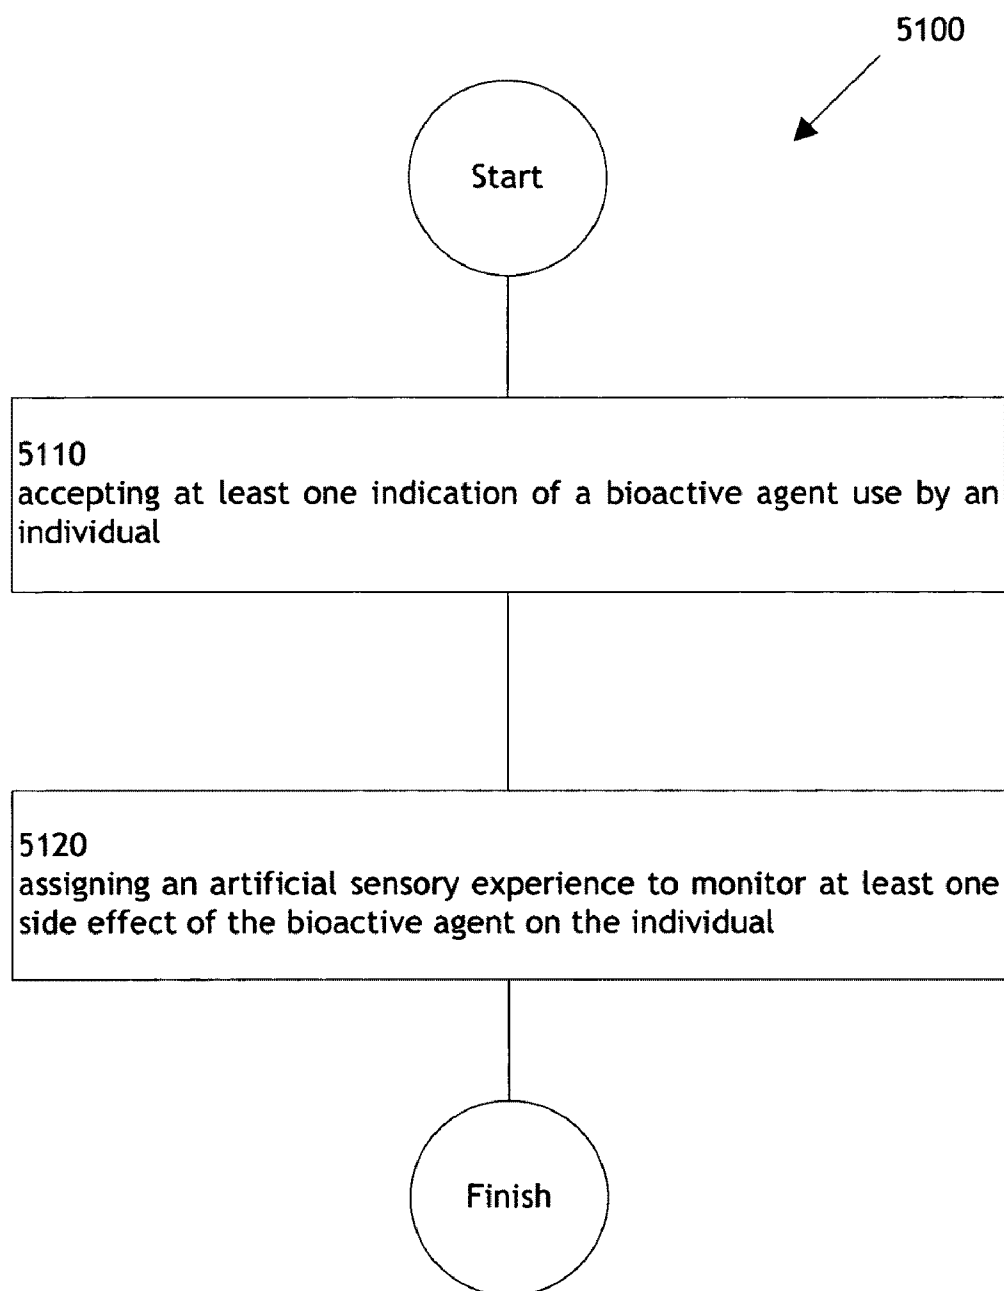 5100
Start
5110
accepting at least one indication of a bioactive agent use by an
individual
5120
assigning an artificial sensory experience to monitor at least one
side effect of the bioactive agent on the individual
Finish